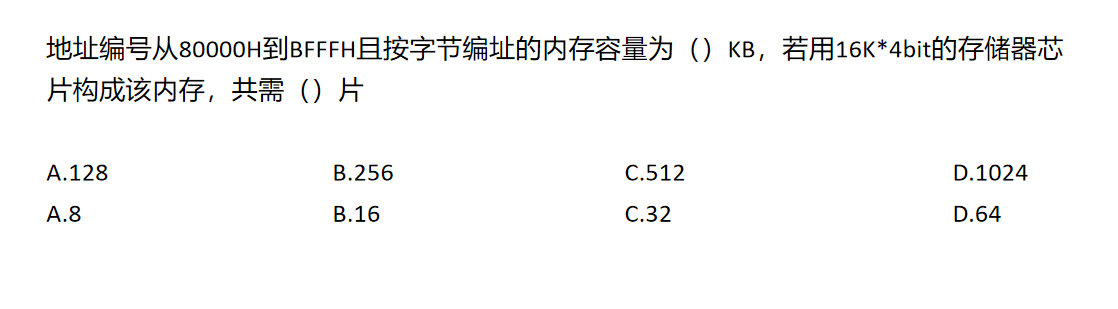 地址编号从80000H到BFFFH且按字节编址的内存容量为（）KB，若用16K*4bit的存储器芯
片构成该内存，共需（）片
A.128 B.256 C.512 D.1024
A.8 B.16 C.32 D.64